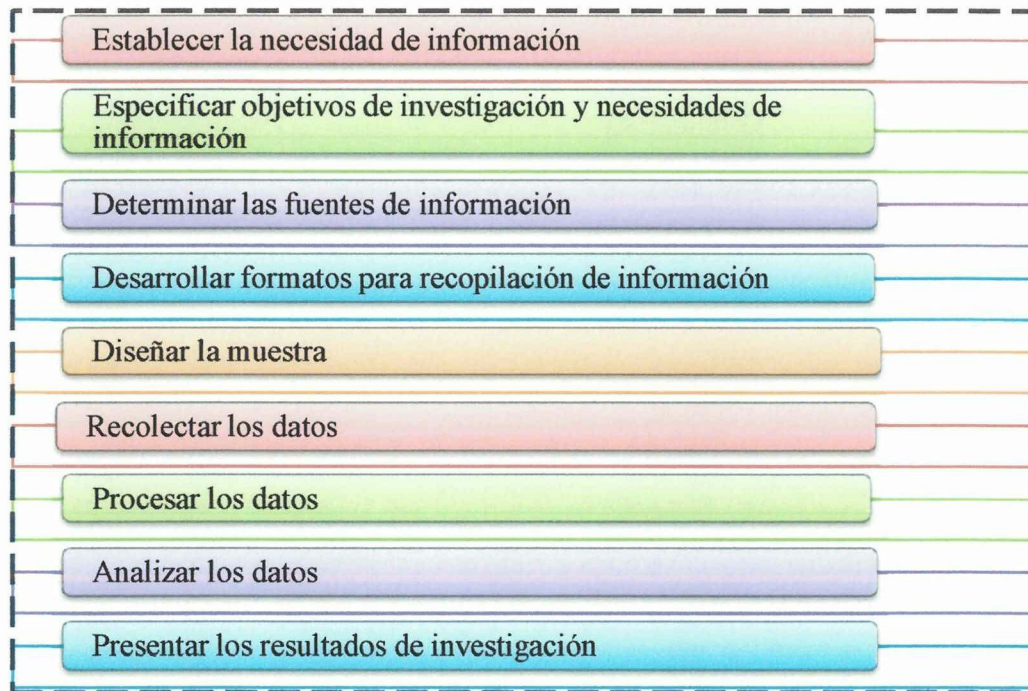 Establecer la necesidad de información
Especificar objetivos de investigación y necesidades de
información
Determinar las fuentes de información
Desarrollar formatos para recopilación de información
Diseñar la muestra
Recolectar los datos
Procesar los datos
Analizar los datos
Presentar los resultados de investigación